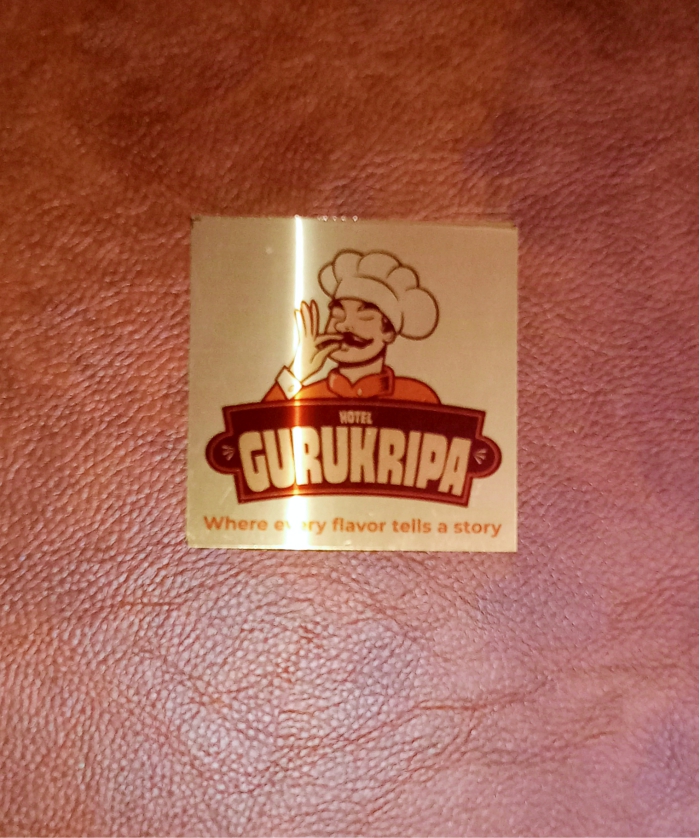 HOTEL
GURUKRIPA
Where every flavor tells a story